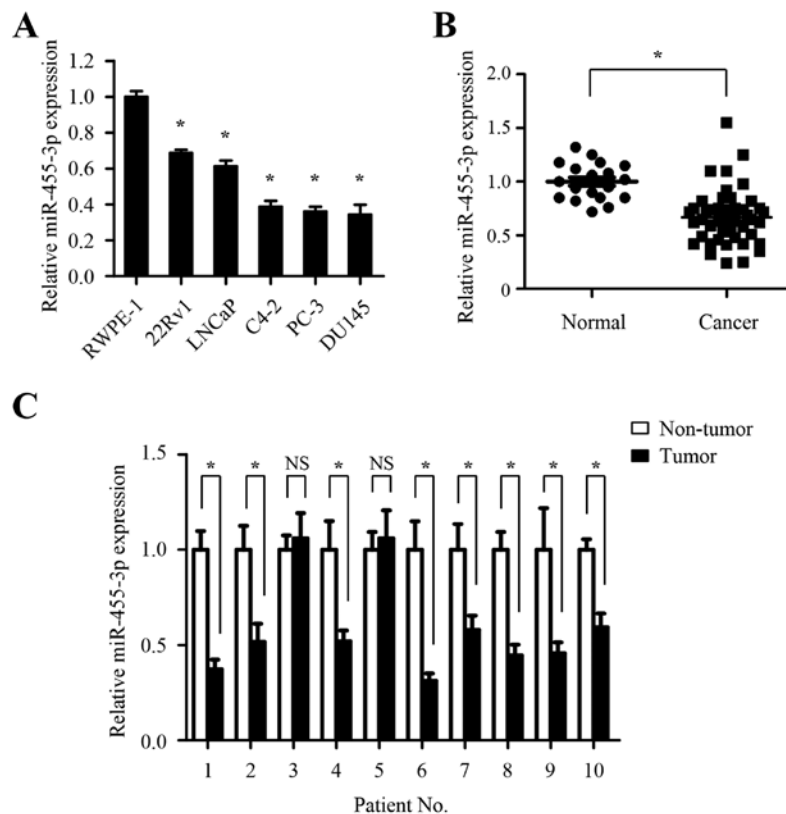 A
Relative miR-455-3p expression
1.2
1.0
0.8
0.6
0.4
0.2
0.0
* * * * *
RWPE-1 22Rv1 LNCaP C4-2 PC-3 DU145
B
Relative miR-455-3p expression
2.0
1.5
1.0
0.5
0
*
Normal Cancer
C
Non-tumor
Tumor
Relative miR-455-3p expression
1.5
1.0
0.5
0.0
* * NS * NS * * * * *
1 2 3 4 5 6 7 8 9 10
Patient No.